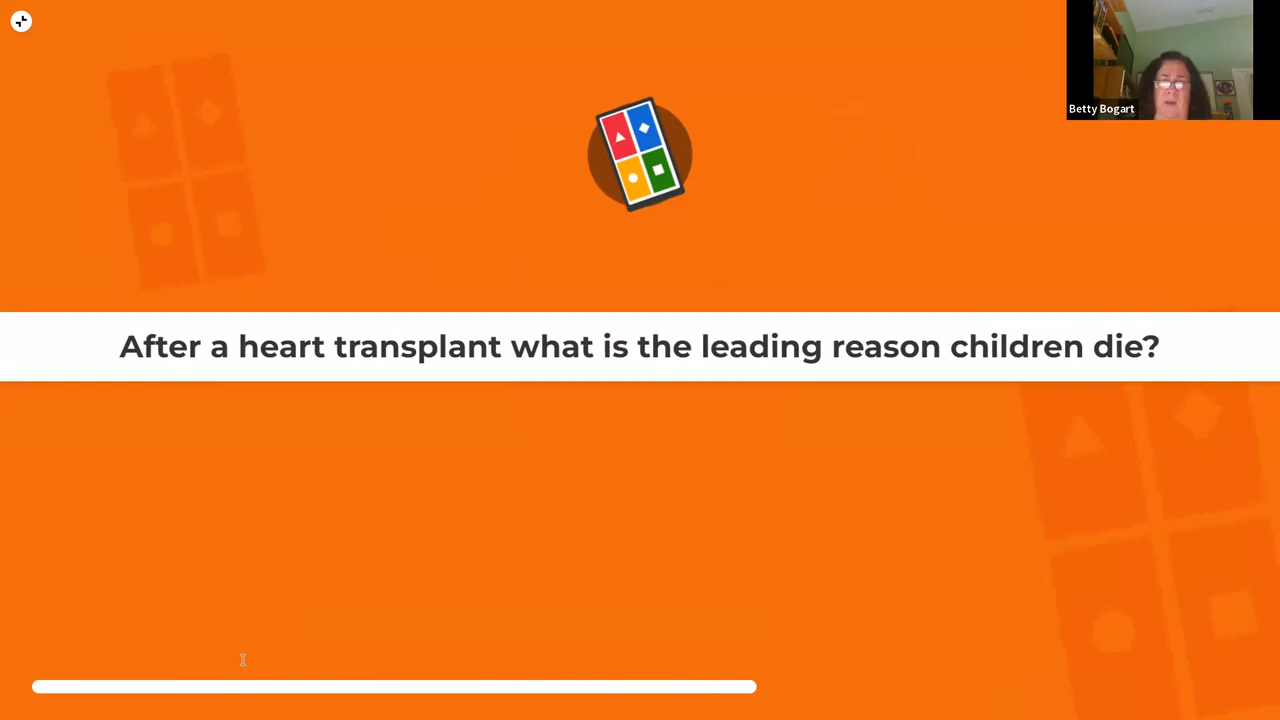 Betty Bogart
After a heart transplant what is the leading reason children die?